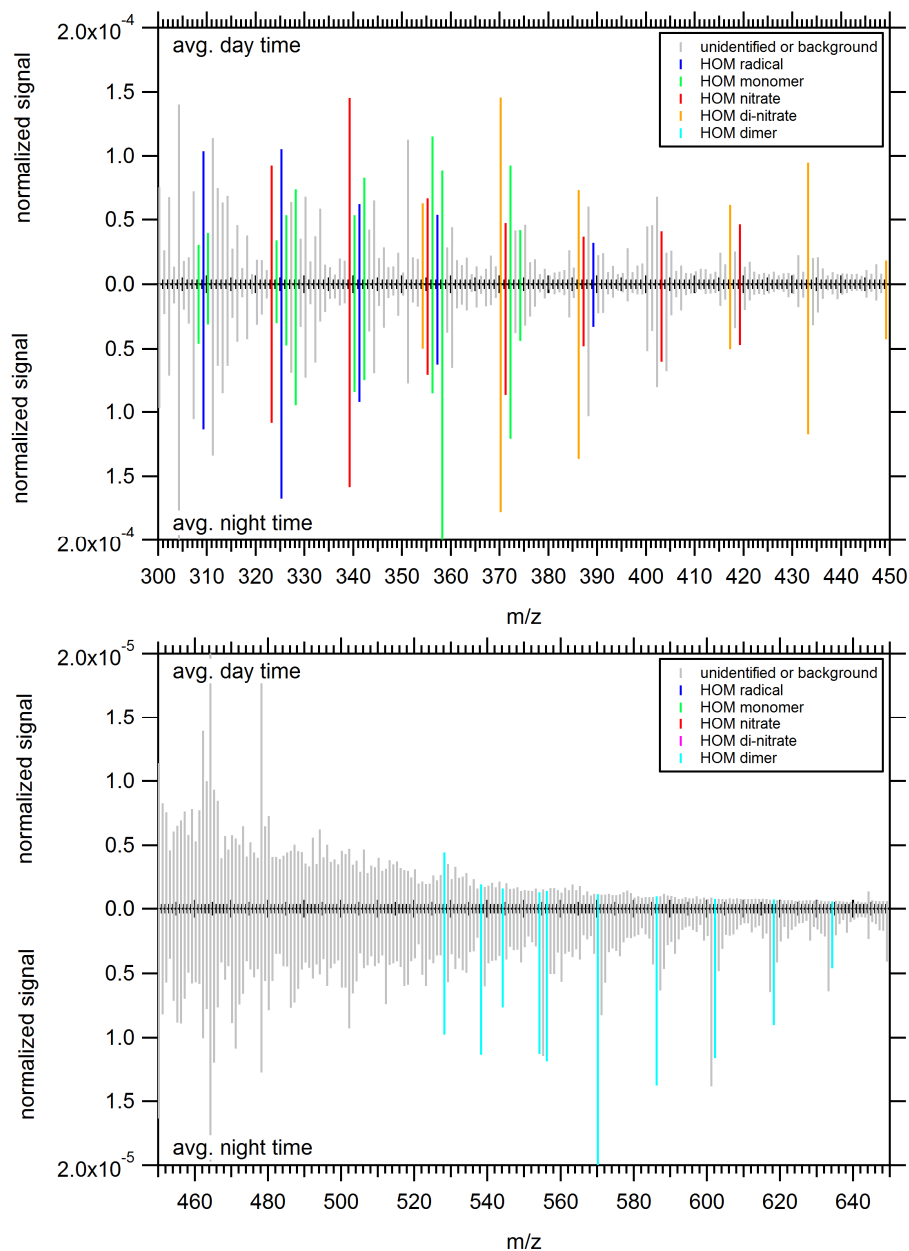 2.0x10-4
avg. day time
unidentified or background
HOM radical
HOM monomer
HOM nitrate
HOM di-nitrate
HOM dimer
normalized signal
1.5
1.0
0.5
0.0
normalized signal
0.5
1.0
1.5
avg. night time
2.0x10-4
300 310 320 330 340 350 360 370 380 390 400 410 420 430 440 450
m/z
2.0x10-5
avg. day time
unidentified or background
HOM radical
HOM monomer
HOM nitrate
HOM di-nitrate
HOM dimer
normalized signal
1.5
1.0
0.5
0.0
normalized signal
0.5
1.0
1.5
avg. night time
2.0x10-5
460 480 500 520 540 560 580 600 620 640
m/z